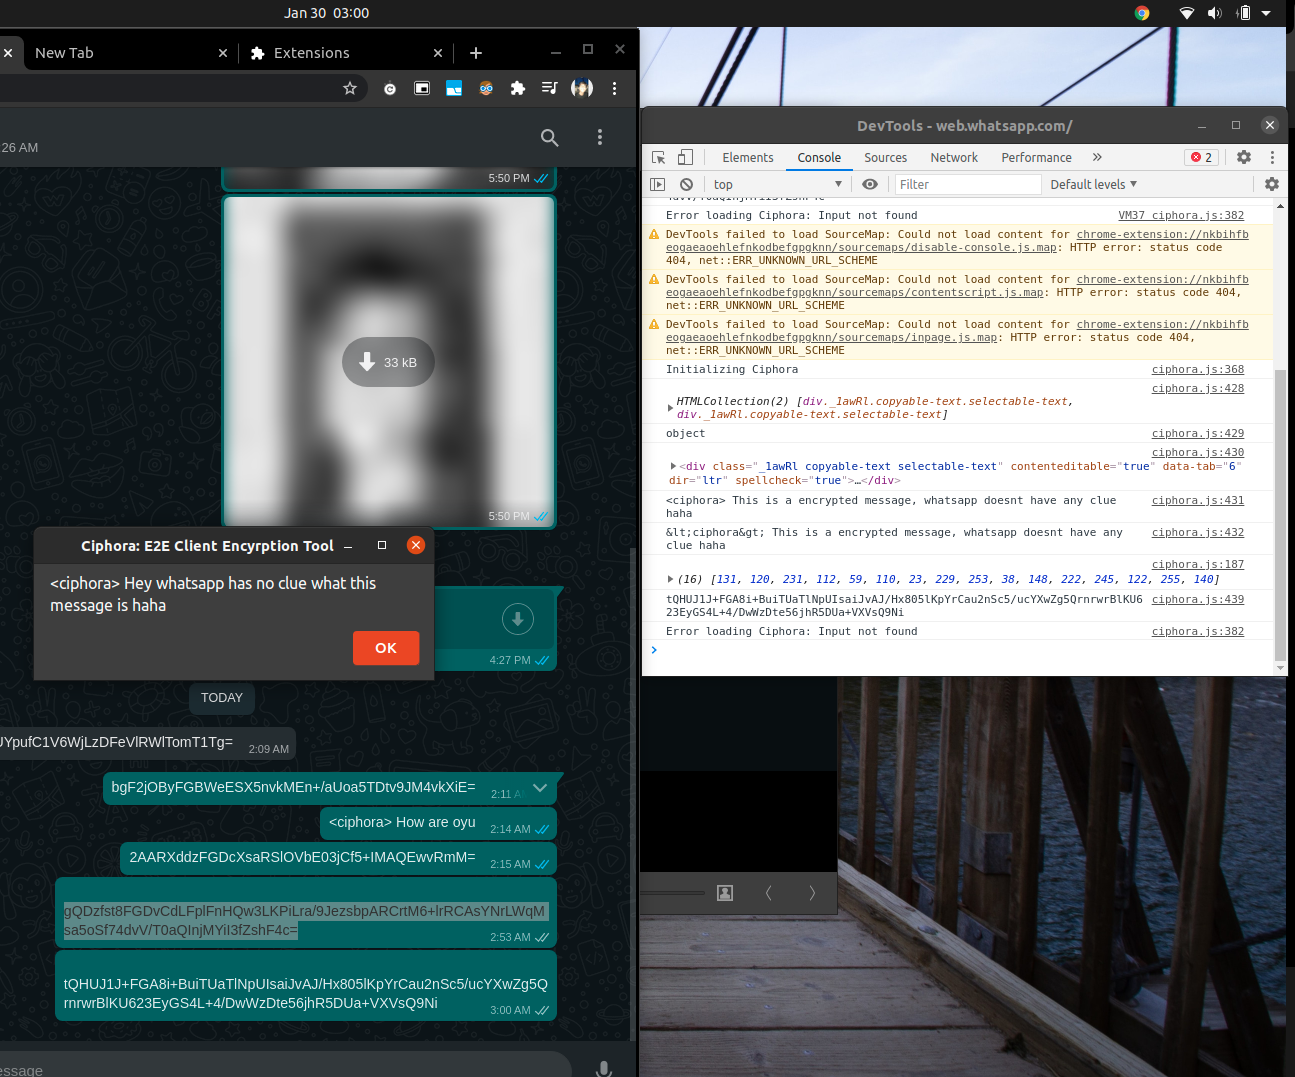 Jan 30  03:00
New Tab
Extensions
:26 AM
5:50 PM
33 kB
5:50 PM
4:27 PM
Ciphora: E2E Client Encyrption Tool
<ciphora> Hey whatsapp has no clue what this
message is haha
OK
TODAY
JYpufC1V6WjLzDFeVlRWlTomT1Tg=
2:09 AM
bgF2jOByFGBWeESX5nvkMEn+/aUoa5TDtv9JM4vkXiE=
2:11 A
<ciphora> How are oyu
2:14 AM
2AARXddzFGDcXsaRSlOVbE03jCf5+IMAQEwvRmM=
2:15 AM
gQDzfst8FGDvCdLFplFnHQw3LKPiLra/9JezsbpARCrtM6+lrRCAsYNrLWqM
sa5oSf74dvV/T0aQInjMYiI3fZshF4c=
2:53 AM
tQHUJ1J+FGA8i+BuiTUaTlNpUIsaiJvAJ/Hx805lKpYrCau2nSc5/ucYXwZg5Q
rnrwrBlKU623EyGS4L+4/DwWzDte56jhR5DUa+VXVsQ9Ni
3:00 AM
essage
DevTools - web.whatsapp.com/
Elements Console Sources Network Performance » 2
top Filter Default levels
Error loading Ciphora: Input not found VM37 ciphora.js:382
DevTools failed to load SourceMap: Could not load content for chrome-extension://nkbihfb
eogaeaoehlefnkodbefgpgknn/sourcemaps/disable-console.js.map: HTTP error: status code
404, net::ERR_UNKNOWN_URL_SCHEME
DevTools failed to load SourceMap: Could not load content for chrome-extension://nkbihfb
eogaeaoehlefnkodbefgpgknn/sourcemaps/contentscript.js.map: HTTP error: status code 404,
net::ERR_UNKNOWN_URL_SCHEME
DevTools failed to load SourceMap: Could not load content for chrome-extension://nkbihfb
eogaeaoehlefnkodbefgpgknn/sourcemaps/inpage.js.map: HTTP error: status code 404,
net::ERR_UNKNOWN_URL_SCHEME
Initializing Ciphora ciphora.js:368
ciphora.js:428
HTMLCollection(2) [div._1awRl.copyable-text.selectable-text,
div._1awRl.copyable-text.selectable-text]
object ciphora.js:429
ciphora.js:430
<div class="_1awRl copyable-text selectable-text" contenteditable="true" data-tab="6"
dir="ltr" spellcheck="true">…</div>
<ciphora> This is a encrypted message, whatsapp doesnt have any clue ciphora.js:431
haha
&lt;ciphora&gt; This is a encrypted message, whatsapp doesnt have any ciphora.js:432
clue haha
ciphora.js:187
(16) [131, 120, 231, 112, 59, 110, 23, 229, 253, 38, 148, 222, 245, 122, 255, 140]
tQHUJ1J+FGA8i+BuiTUaTlNpUIsaiJvAJ/Hx805lKpYrCau2nSc5/ucYXwZg5QrnrwrBlKU6 ciphora.js:439
23EyGS4L+4/DwWzDte56jhR5DUa+VXVsQ9Ni
Error loading Ciphora: Input not found ciphora.js:382